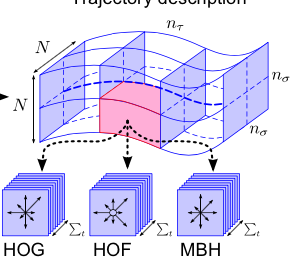 Trajectory description
n_τ
N
N
n_σ
n_σ
Σ_t Σ_t Σ_t
HOG HOF MBH